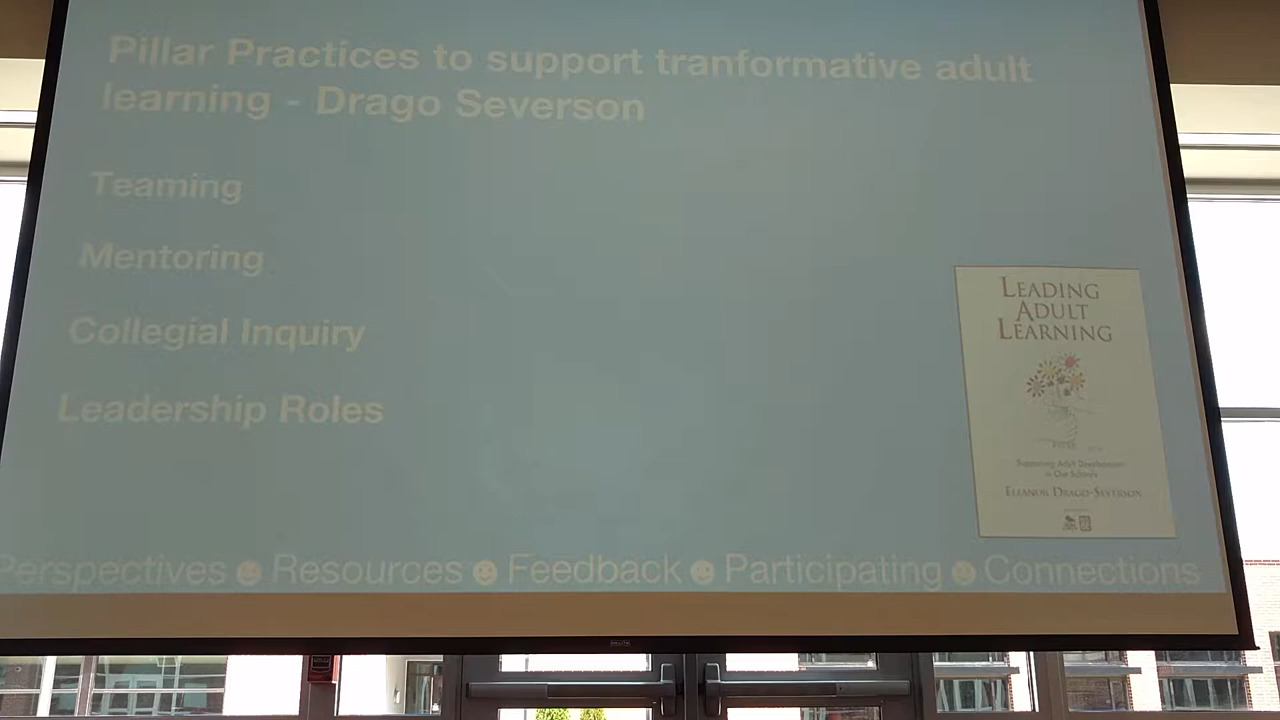 Pillar Practices to support tranformative adult
learning - Drago Severson
Teaming
Mentoring
Collegial Inquiry
Leadership Roles
LEADING
ADULT
LEARNING
Supporting Adult Development
in Our Schools
ELEANOR DRAGO-SEVERSON
Perspectives Resources Feedback Participating Connections